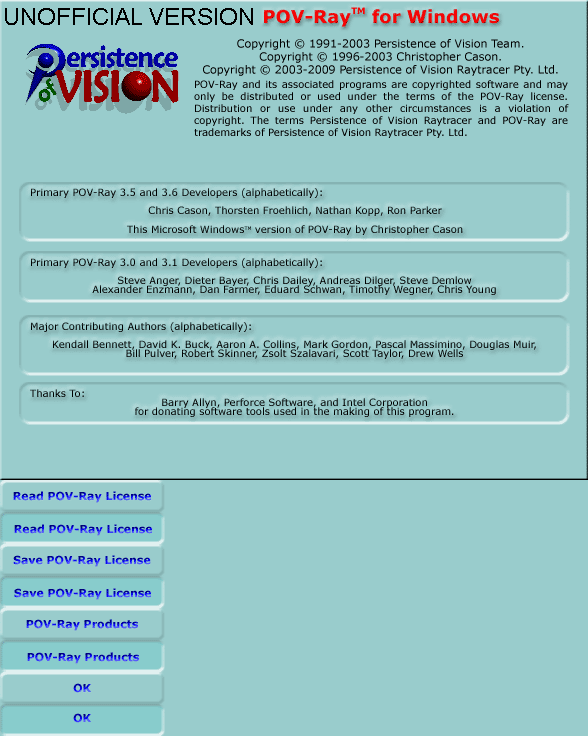 UNOFFICIAL VERSION POV-Ray™ for Windows
Persistence
of VISION
Copyright © 1991-2003 Persistence of Vision Team.
Copyright © 1996-2003 Christopher Cason.
Copyright © 2003-2009 Persistence of Vision Raytracer Pty. Ltd.
POV-Ray and its associated programs are copyrighted software and may
only be distributed or used under the terms of the POV-Ray license.
Distribution or use under any other circumstances is a violation of
copyright. The terms Persistence of Vision Raytracer and POV-Ray are
trademarks of Persistence of Vision Raytracer Pty. Ltd.
Primary POV-Ray 3.5 and 3.6 Developers (alphabetically):
Chris Cason, Thorsten Froehlich, Nathan Kopp, Ron Parker
This Microsoft Windows™ version of POV-Ray by Christopher Cason
Primary POV-Ray 3.0 and 3.1 Developers (alphabetically):
Steve Anger, Dieter Bayer, Chris Dailey, Andreas Dilger, Steve Demlow
Alexander Enzmann, Dan Farmer, Eduard Schwan, Timothy Wegner, Chris Young
Major Contributing Authors (alphabetically):
Kendall Bennett, David K. Buck, Aaron A. Collins, Mark Gordon, Pascal Massimino, Douglas Muir,
Bill Pulver, Robert Skinner, Zsolt Szalavari, Scott Taylor, Drew Wells
Thanks To:
Barry Allyn, Perforce Software, and Intel Corporation
for donating software tools used in the making of this program.
Read POV-Ray License
Read POV-Ray License
Save POV-Ray License
Save POV-Ray License
POV-Ray Products
POV-Ray Products
OK
OK